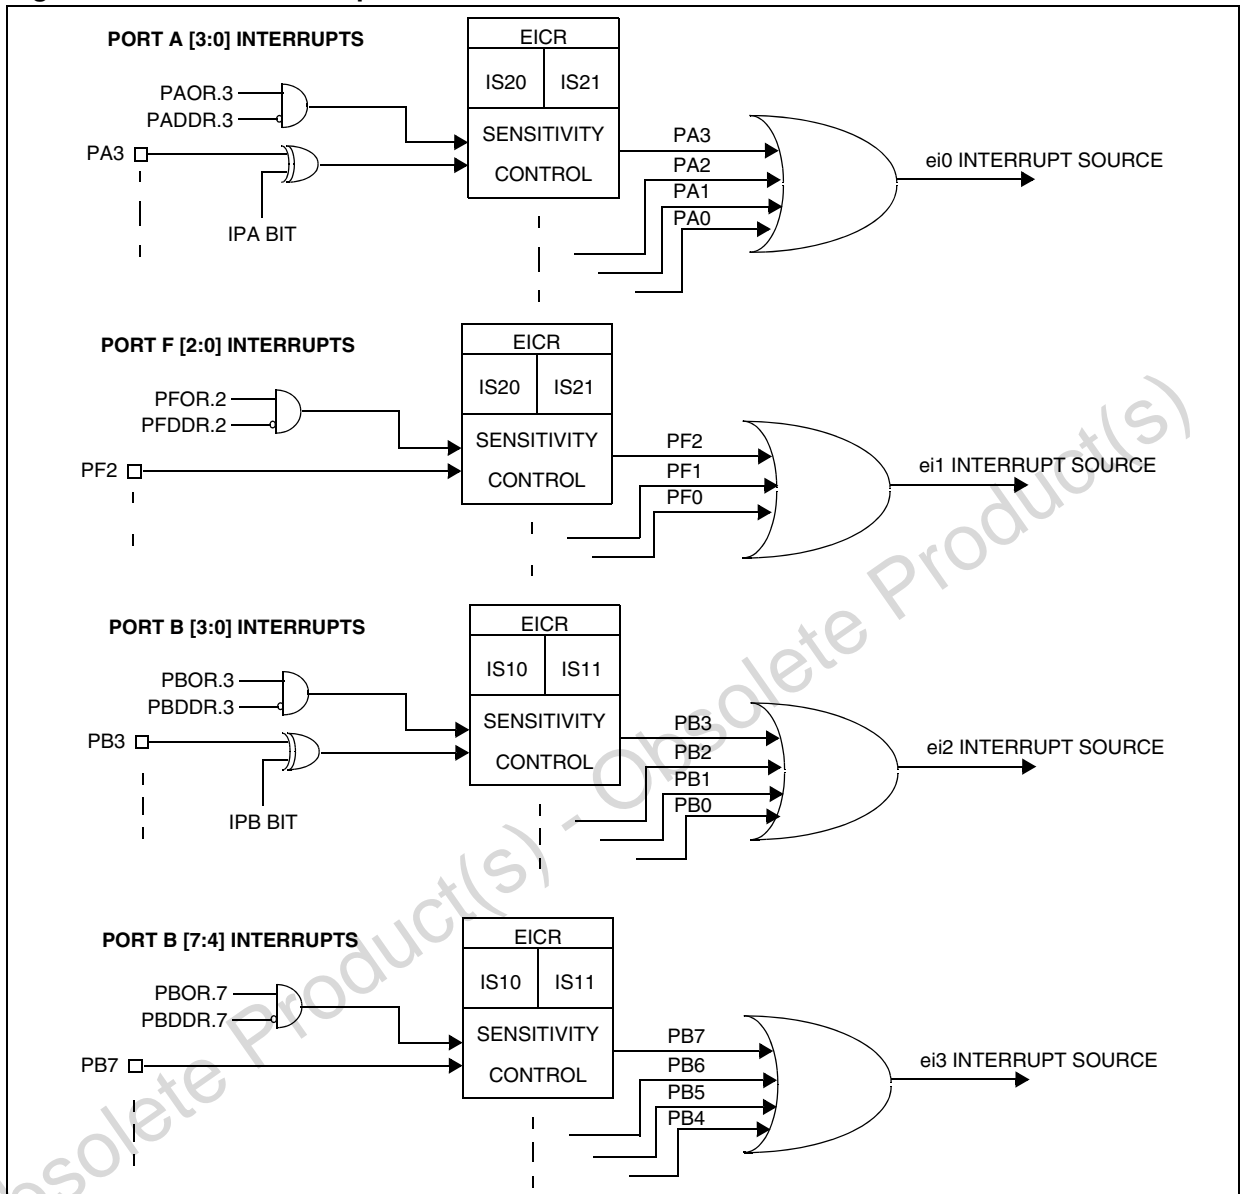 PORT A [3:0] INTERRUPTS
EICR
IS20 IS21
PAOR.3
PADDR.3
SENSITIVITY
CONTROL
PA3
IPA BIT
PA3
PA2
PA1
PA0
ei0 INTERRUPT SOURCE
PORT F [2:0] INTERRUPTS
EICR
IS20 IS21
PFOR.2
PFDDR.2
SENSITIVITY
CONTROL
PF2
PF2
PF1
PF0
ei1 INTERRUPT SOURCE
PORT B [3:0] INTERRUPTS
EICR
IS10 IS11
PBOR.3
PBDDR.3
SENSITIVITY
CONTROL
PB3
IPB BIT
PB3
PB2
PB1
PB0
ei2 INTERRUPT SOURCE
PORT B [7:4] INTERRUPTS
EICR
IS10 IS11
PBOR.7
PBDDR.7
SENSITIVITY
CONTROL
PB7
PB7
PB6
PB5
PB4
ei3 INTERRUPT SOURCE
Obsolete Product(s) - Obsolete Product(s)